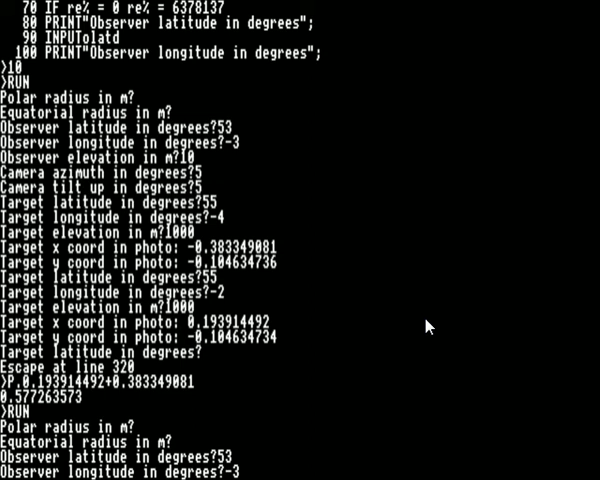 70 IF re% = 0 re% = 6378137
80 PRINT"Observer latitude in degrees";
90 INPUTolatd
100 PRINT"Observer longitude in degrees";
>10
>RUN
Polar radius in m?
Equatorial radius in m?
Observer latitude in degrees?53
Observer longitude in degrees?-3
Observer elevation in m?10
Camera azimuth in degrees?5
Camera tilt up in degrees?5
Target latitude in degrees?55
Target longitude in degrees?-4
Target elevation in m?1000
Target x coord in photo: -0.383349081
Target y coord in photo: -0.104634736
Target latitude in degrees?55
Target longitude in degrees?-2
Target elevation in m?1000
Target x coord in photo: 0.193914492
Target y coord in photo: -0.104634734
Target latitude in degrees?
Escape at line 320
>P.0.193914492+0.383349081
0.577263573
>RUN
Polar radius in m?
Equatorial radius in m?
Observer latitude in degrees?53
Observer longitude in degrees?-3